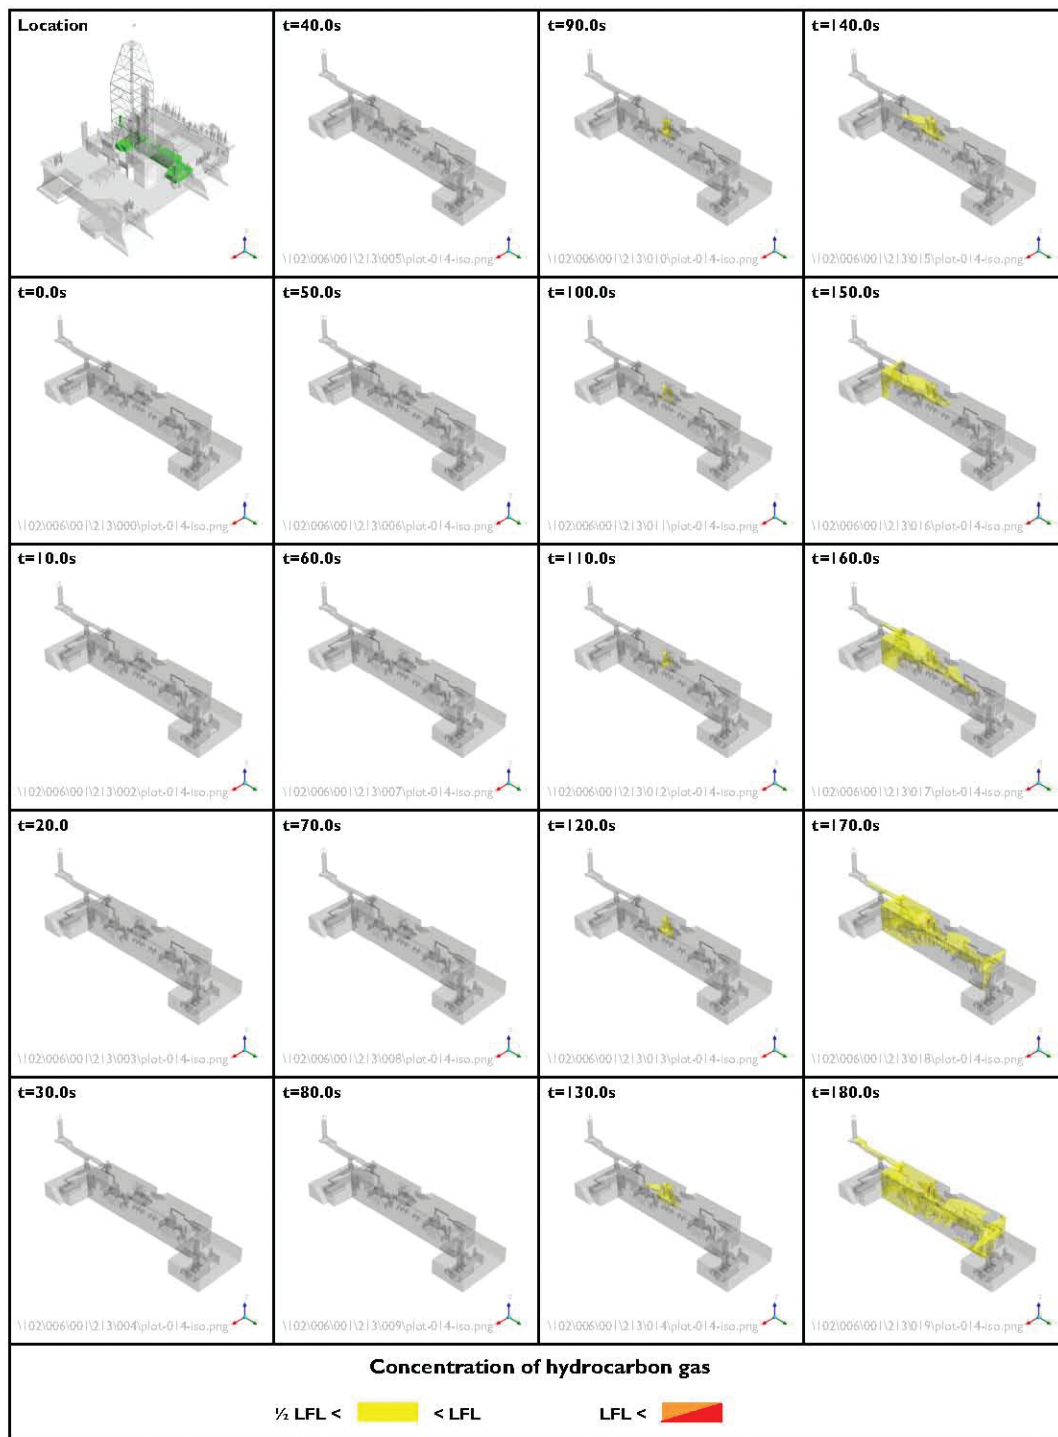 Location
t=40.0s
t=90.0s
t=140.0s
\102\006\001\213\005\plot-014-iso.png
\102\006\001\213\010\plot-014-iso.png
\102\006\001\213\015\plot-014-iso.png
t=0.0s
t=50.0s
t=100.0s
t=150.0s
\102\006\001\213\000\plot-014-iso.png
\102\006\001\213\006\plot-014-iso.png
\102\006\001\213\011\plot-014-iso.png
\102\006\001\213\016\plot-014-iso.png
t=10.0s
t=60.0s
t=110.0s
t=160.0s
\102\006\001\213\002\plot-014-iso.png
\102\006\001\213\007\plot-014-iso.png
\102\006\001\213\012\plot-014-iso.png
\102\006\001\213\017\plot-014-iso.png
t=20.0
t=70.0s
t=120.0s
t=170.0s
\102\006\001\213\003\plot-014-iso.png
\102\006\001\213\008\plot-014-iso.png
\102\006\001\213\013\plot-014-iso.png
\102\006\001\213\018\plot-014-iso.png
t=30.0s
t=80.0s
t=130.0s
t=180.0s
\102\006\001\213\004\plot-014-iso.png
\102\006\001\213\009\plot-014-iso.png
\102\006\001\213\014\plot-014-iso.png
\102\006\001\213\019\plot-014-iso.png
Concentration of hydrocarbon gas
½ LFL < < LFL LFL <